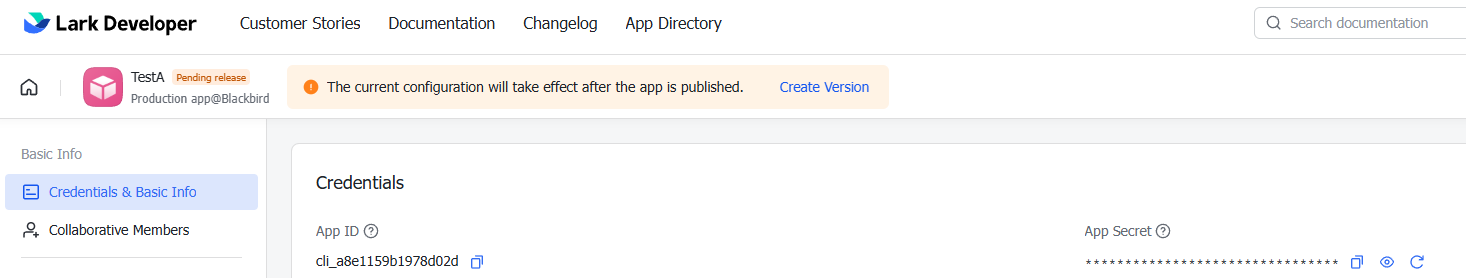 Lark Developer Customer Stories Documentation Changelog App Directory Search documentation
TestA Pending release
Production app@Blackbird
The current configuration will take effect after the app is published. Create Version
Basic Info
Credentials & Basic Info
Collaborative Members
Credentials
App ID App Secret
cli_a8e1159b1978d02d ********************************